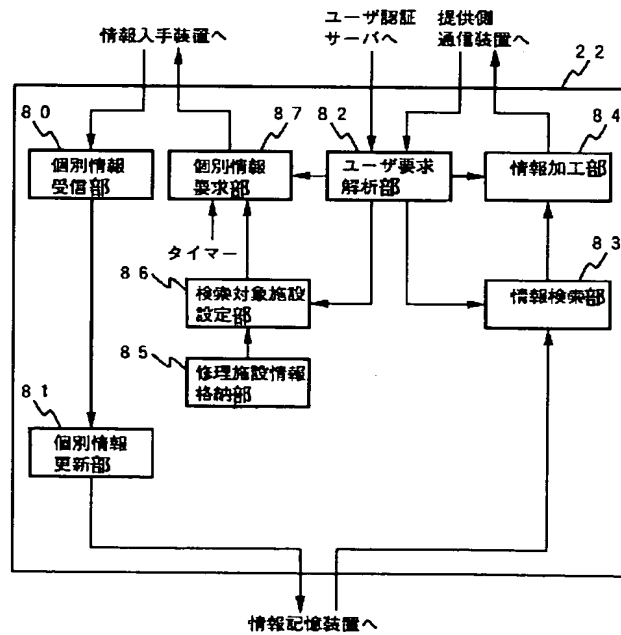 情報入手装置へ
ユーザ認証
サーバへ
提供側
通信装置へ
22
80
個別情報
受信部
87
個別情報
要求部
82
ユーザ要求
解析部
84
情報加工部
タイマー
86
検索対象施設
設定部
83
情報検索部
85
修理施設情報
格納部
81
個別情報
更新部
情報記憶装置へ